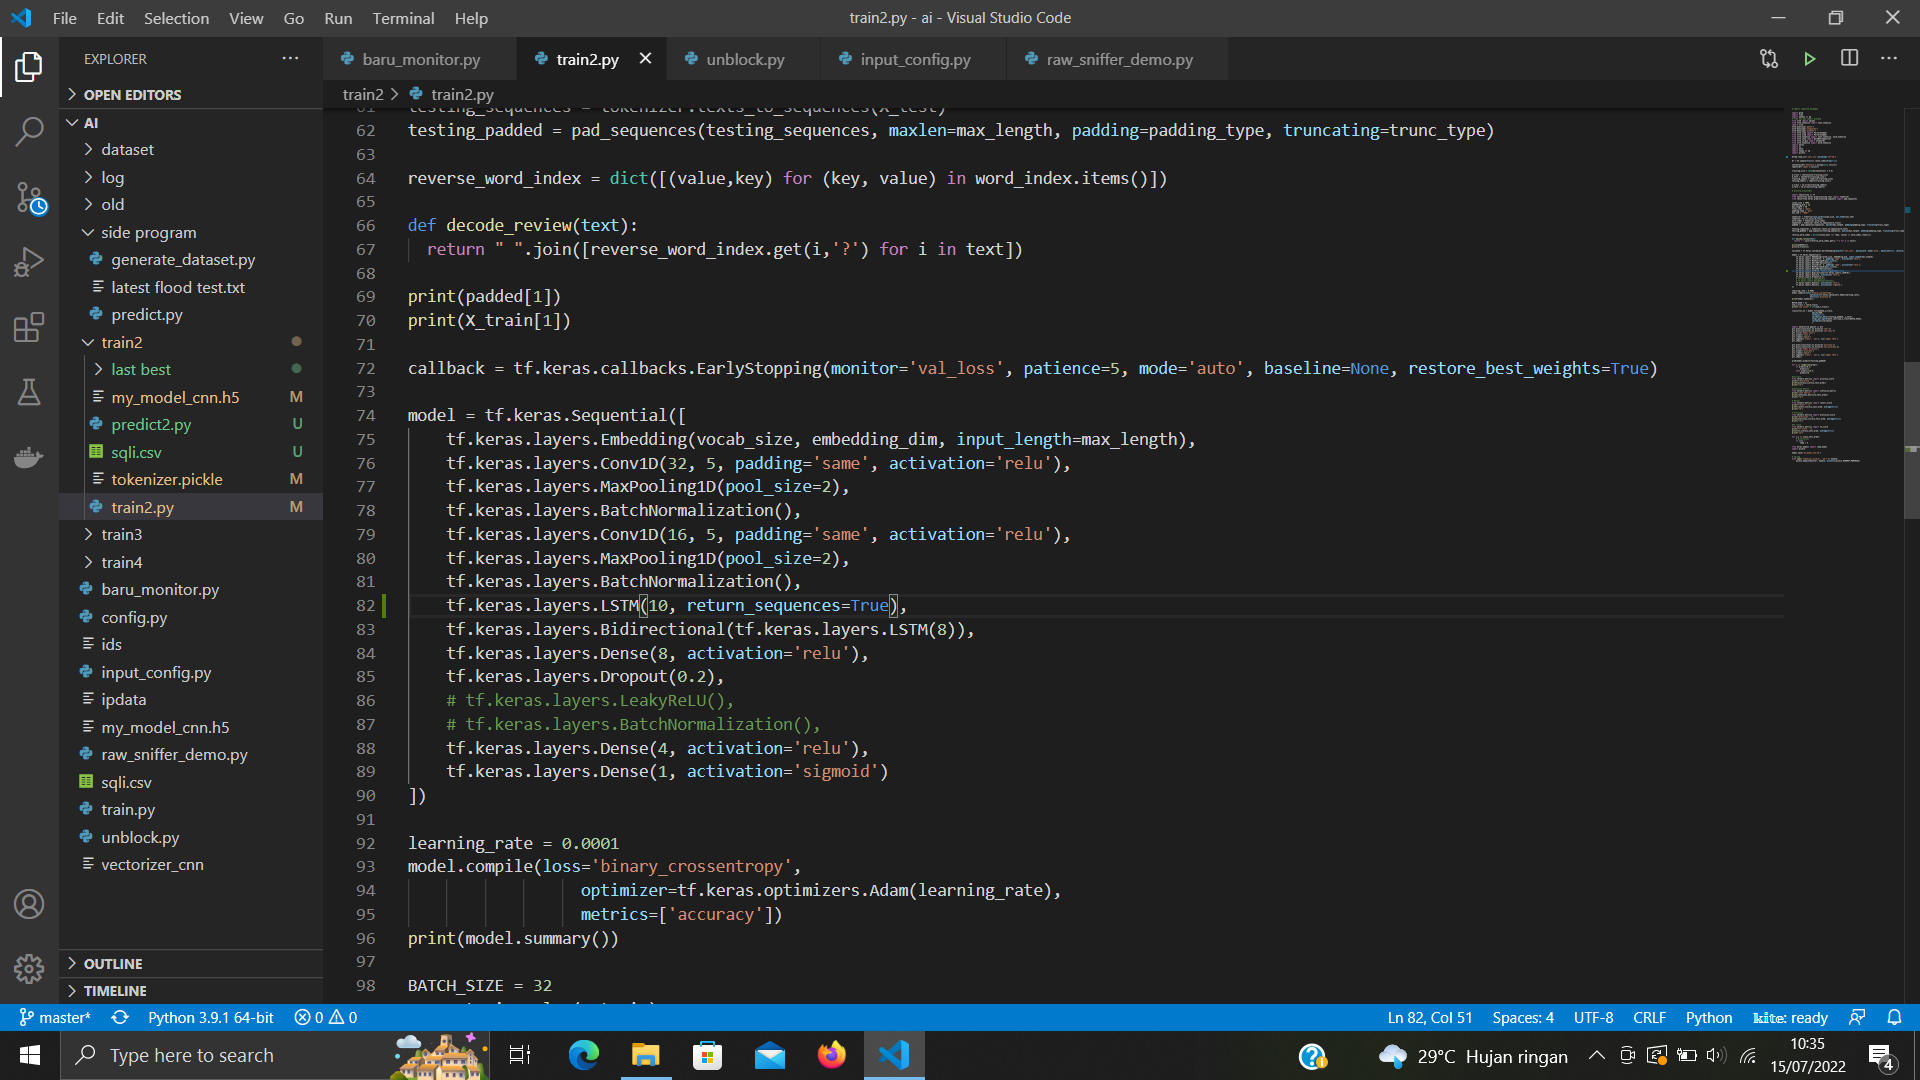 File Edit Selection View Go Run Terminal Help
train2.py - ai - Visual Studio Code
EXPLORER
OPEN EDITORS
AI
dataset
log
old
side program
generate_dataset.py
latest flood test.txt
predict.py
train2
last best
my_model_cnn.h5 M
predict2.py U
sqli.csv U
tokenizer.pickle M
train2.py M
train3
train4
baru_monitor.py
config.py
ids
input_config.py
ipdata
my_model_cnn.h5
raw_sniffer_demo.py
sqli.csv
train.py
unblock.py
vectorizer_cnn
OUTLINE
TIMELINE
baru_monitor.py train2.py unblock.py input_config.py raw_sniffer_demo.py
train2 > train2.py
61 testing_sequences = tokenizer.texts_to_sequences(X_test)
62 testing_padded = pad_sequences(testing_sequences, maxlen=max_length, padding=padding_type, truncating=trunc_type)
63
64 reverse_word_index = dict([(value,key) for (key, value) in word_index.items()])
65
66 def decode_review(text):
67 return " ".join([reverse_word_index.get(i,'?') for i in text])
68
69 print(padded[1])
70 print(X_train[1])
71
72 callback = tf.keras.callbacks.EarlyStopping(monitor='val_loss', patience=5, mode='auto', baseline=None, restore_best_weights=True)
73
74 model = tf.keras.Sequential([
75 tf.keras.layers.Embedding(vocab_size, embedding_dim, input_length=max_length),
76 tf.keras.layers.Conv1D(32, 5, padding='same', activation='relu'),
77 tf.keras.layers.MaxPooling1D(pool_size=2),
78 tf.keras.layers.BatchNormalization(),
79 tf.keras.layers.Conv1D(16, 5, padding='same', activation='relu'),
80 tf.keras.layers.MaxPooling1D(pool_size=2),
81 tf.keras.layers.BatchNormalization(),
82 tf.keras.layers.LSTM(10, return_sequences=True),
83 tf.keras.layers.Bidirectional(tf.keras.layers.LSTM(8)),
84 tf.keras.layers.Dense(8, activation='relu'),
85 tf.keras.layers.Dropout(0.2),
86 # tf.keras.layers.LeakyReLU(),
87 # tf.keras.layers.BatchNormalization(),
88 tf.keras.layers.Dense(4, activation='relu'),
89 tf.keras.layers.Dense(1, activation='sigmoid')
90 ])
91
92 learning_rate = 0.0001
93 model.compile(loss='binary_crossentropy',
94 optimizer=tf.keras.optimizers.Adam(learning_rate),
95 metrics=['accuracy'])
96 print(model.summary())
97
98 BATCH_SIZE = 32
master* Python 3.9.1 64-bit 0 0 Ln 82, Col 51 Spaces: 4 UTF-8 CRLF Python kite: ready
Type here to search
29°C Hujan ringan
10:35
15/07/2022
4